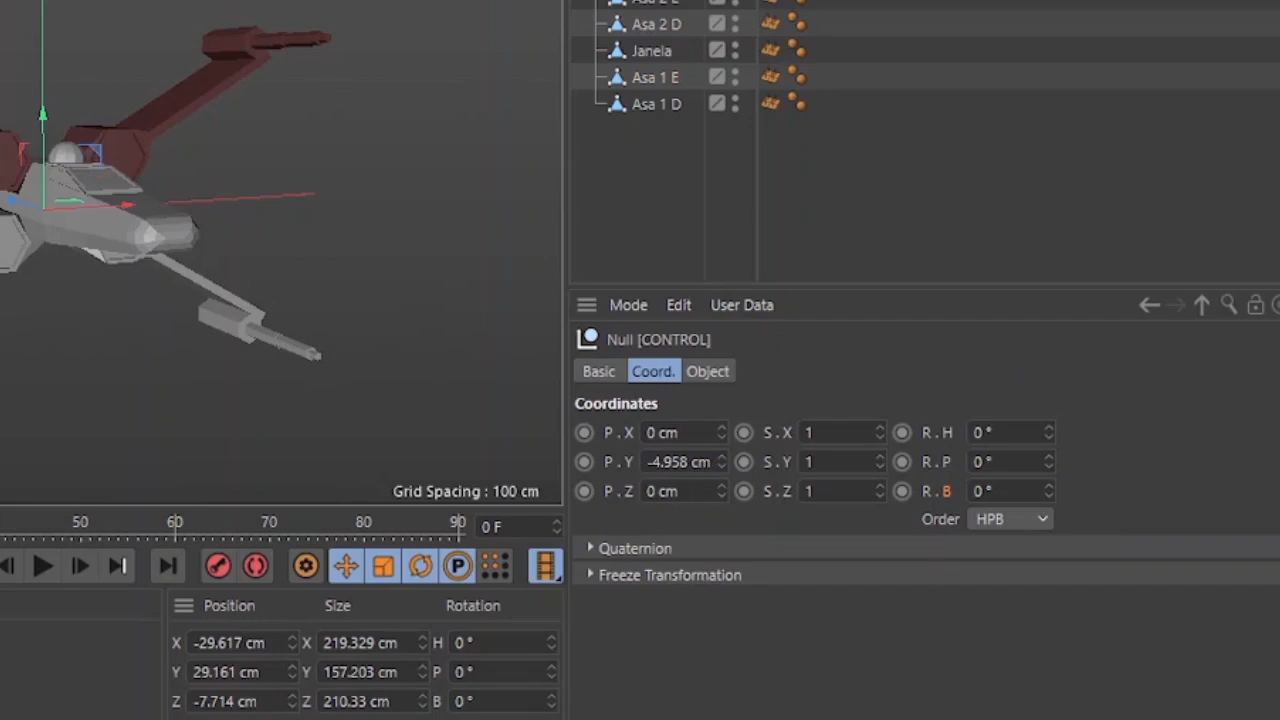 Asa 2 E
Asa 2 D
Janela
Asa 1 E
Asa 1 D
Mode Edit User Data
Null [CONTROL]
Basic Coord. Object
Coordinates
P . X 0 cm S . X 1 R . H 0 °
P . Y -4.958 cm S . Y 1 R . P 0 °
P . Z 0 cm S . Z 1 R . B 0 °
Order HPB
Quaternion
Freeze Transformation
Grid Spacing : 100 cm
50 60 70 80 90 0 F
P
Position Size Rotation
X -29.617 cm X 219.329 cm H 0 °
Y 29.161 cm Y 157.203 cm P 0 °
Z -7.714 cm Z 210.33 cm B 0 °